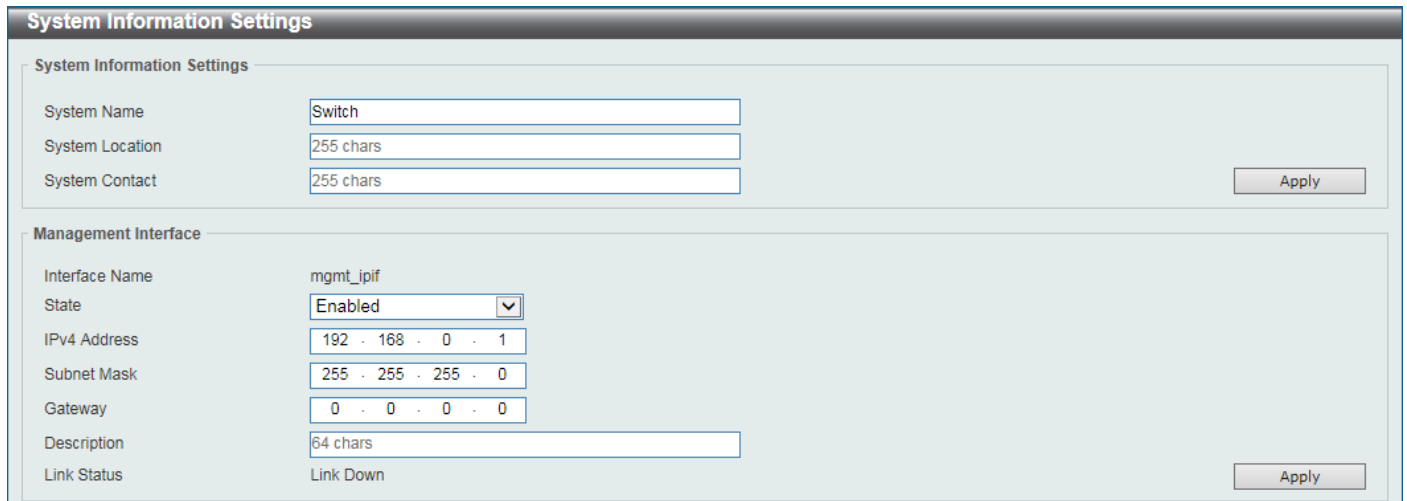 System Information Settings
System Information Settings
System Name Switch
System Location 255 chars
System Contact 255 chars Apply
Management Interface
Interface Name mgmt_ipif
State Enabled
IPv4 Address 192 . 168 . 0 . 1
Subnet Mask 255 . 255 . 255 . 0
Gateway 0 . 0 . 0 . 0
Description 64 chars
Link Status Link Down Apply